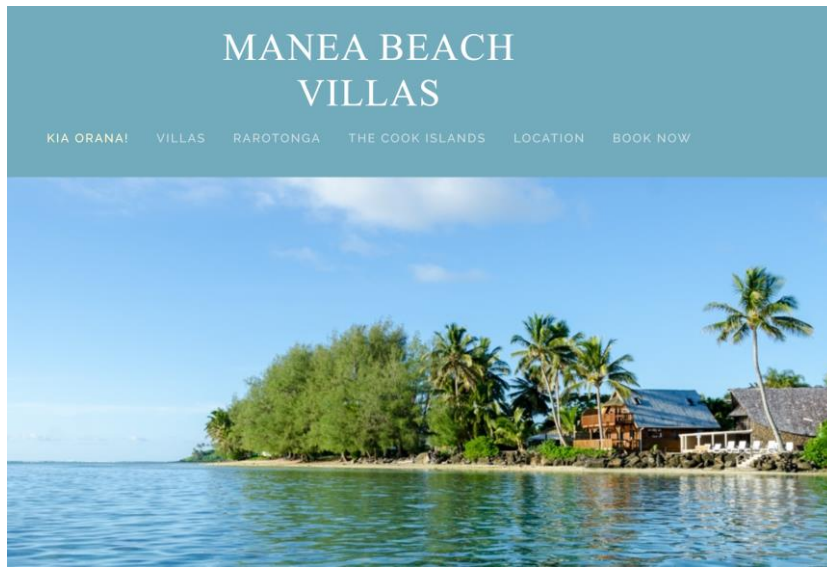 MANEA BEACH
VILLAS
KIA ORANA! VILLAS RAROTONGA THE COOK ISLANDS LOCATION BOOK NOW